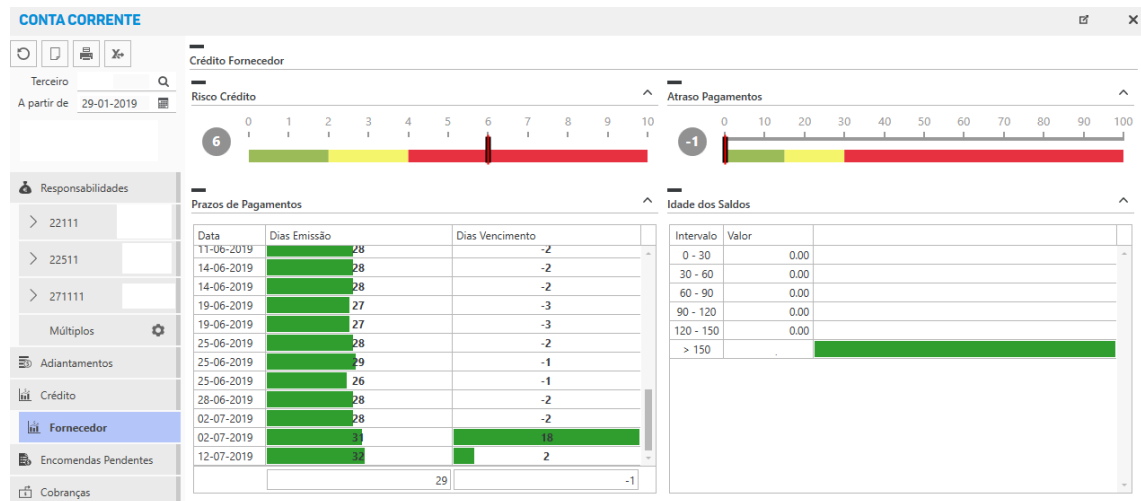 CONTA CORRENTE
Terceiro
A partir de 29-01-2019
Responsabilidades
22111
22511
271111
Múltiplos
Adiantamentos
Crédito
Fornecedor
Encomendas Pendentes
Cobranças
Crédito Fornecedor
Risco Crédito
0 1 2 3 4 5 6 7 8 9 10
6
Atraso Pagamentos
0 10 20 30 40 50 60 70 80 90 100
-1
Prazos de Pagamentos
Data Dias Emissão Dias Vencimento
11-06-2019 28 -2
14-06-2019 28 -2
14-06-2019 28 -2
19-06-2019 27 -3
19-06-2019 27 -3
25-06-2019 28 -2
25-06-2019 29 -1
25-06-2019 26 -1
28-06-2019 28 -2
02-07-2019 28 -2
02-07-2019 31 18
12-07-2019 32 2
29 -1
Idade dos Saldos
Intervalo Valor
0 - 30 0.00
30 - 60 0.00
60 - 90 0.00
90 - 120 0.00
120 - 150 0.00
> 150